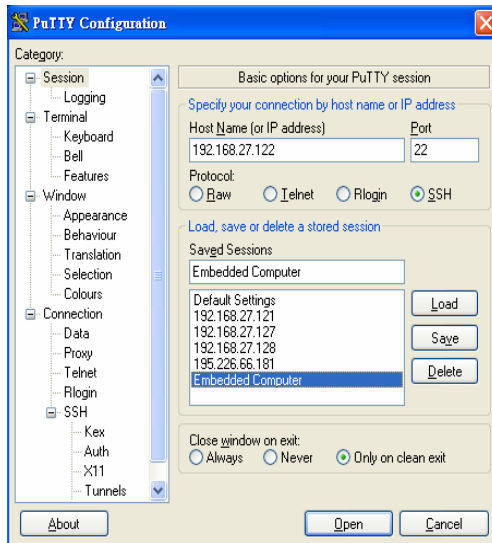 PuTTY Configuration
Category:
Session
Logging
Terminal
Keyboard
Bell
Features
Window
Appearance
Behaviour
Translation
Selection
Colours
Connection
Data
Proxy
Telnet
Rlogin
SSH
Kex
Auth
X11
Tunnels
Basic options for your PuTTY session
Specify your connection by host name or IP address
Host Name (or IP address) Port
192.168.27.122 22
Protocol:
Raw Telnet Rlogin SSH
Load, save or delete a stored session
Saved Sessions
Embedded Computer
Default Settings
192.168.27.121
192.168.27.127
192.168.27.128
195.226.66.181
Embedded Computer
Load
Save
Delete
Close window on exit:
Always Never Only on clean exit
About Open Cancel